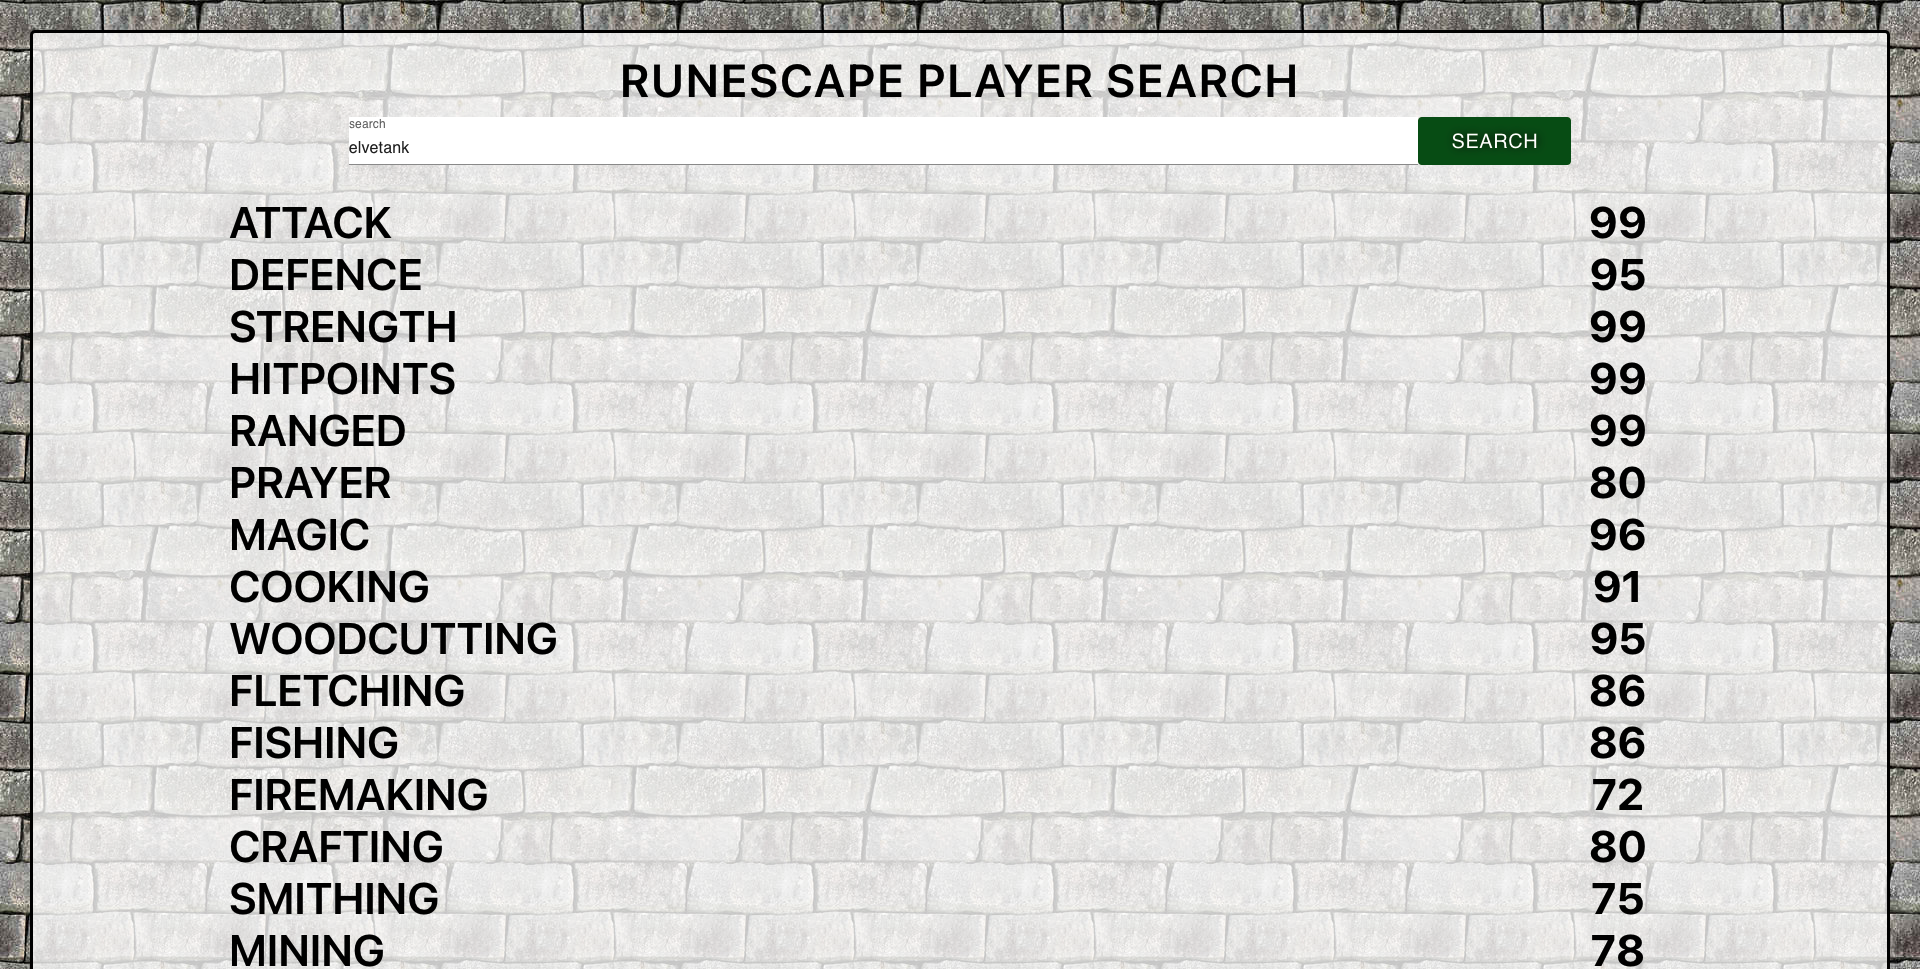 RUNESCAPE PLAYER SEARCH
search
elvetank
SEARCH
ATTACK 99
DEFENCE 95
STRENGTH 99
HITPOINTS 99
RANGED 99
PRAYER 80
MAGIC 96
COOKING 91
WOODCUTTING 95
FLETCHING 86
FISHING 86
FIREMAKING 72
CRAFTING 80
SMITHING 75
MINING 78